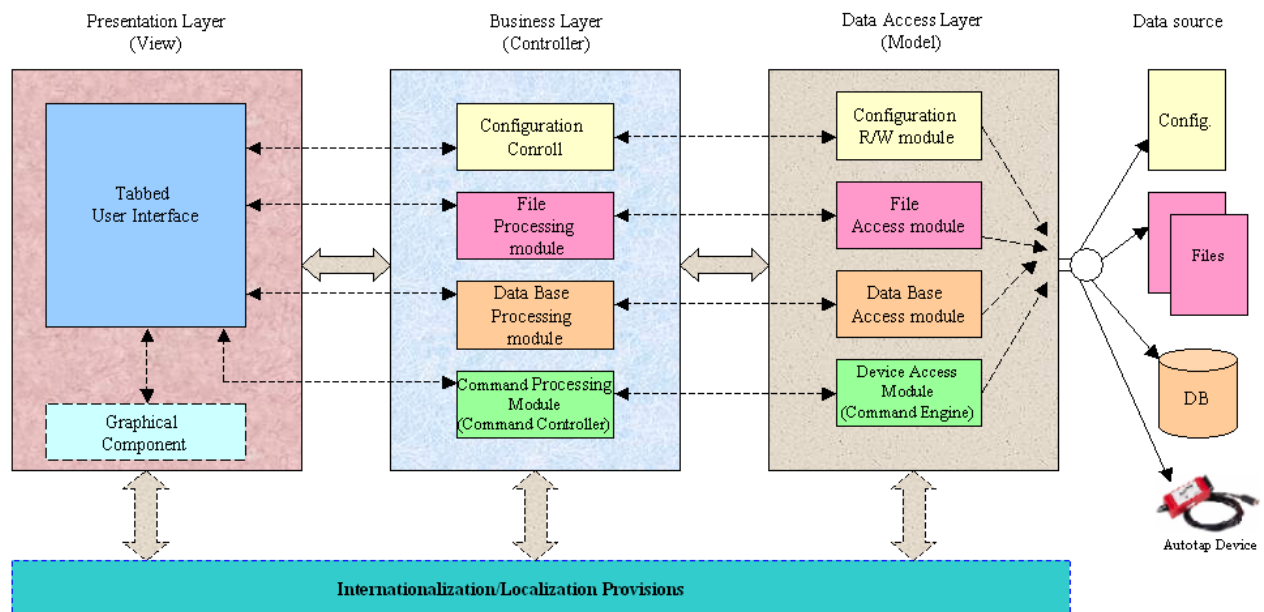 Presentation Layer
(View)
Business Layer
(Controller)
Data Access Layer
(Model)
Data source
Tabbed
User Interface
Graphical
Component
Configuration
Conroll
File
Processing
module
Data Base
Processing
module
Command Processing
Module
(Command Controller)
Configuration
R/W module
File
Access module
Data Base
Access module
Device Access
Module
(Command Engine)
Config.
Files
DB
Autotap Device
Internationalization/Localization Provisions